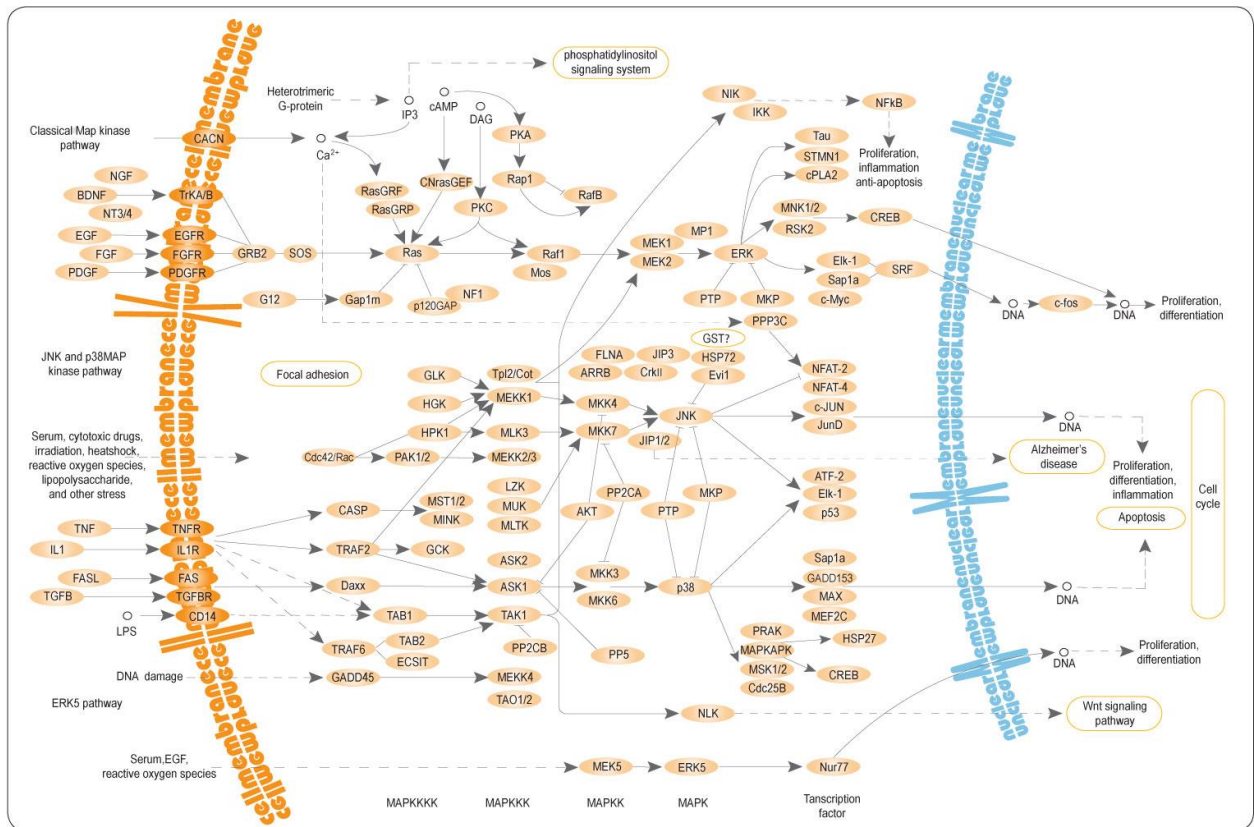 phosphatidylinositol
signaling system
Heterotrimeric
G-protein
IP3
cAMP
DAG
NIK
IKK
NFkB
Classical Map kinase
pathway
CACN
Ca2+
PKA
Tau
STMN1
cPLA2
Proliferation,
inflammation
anti-apoptosis
NGF
BDNF
NT3/4
TrKA/B
RasGRF
RasGRP
CNrasGEF
Rap1
RafB
PKC
MNK1/2
RSK2
CREB
EGF
EGFR
FGF
FGFR
PDGF
PDGFR
GRB2
SOS
Ras
Raf1
Mos
MEK1
MEK2
MP1
ERK
Elk-1
Sap1a
c-Myc
SRF
G12
Gap1m
p120GAP
NF1
PTP
MKP
DNA
c-fos
DNA
Proliferation,
differentiation
PPP3C
GST?
JNK and p38MAP
kinase pathway
Focal adhesion
GLK
HGK
Tpl2/Cot
MEKK1
FLNA
JIP3
ARRB
CrkII
HSP72
Evi1
NFAT-2
NFAT-4
MKK4
JNK
c-JUN
JunD
DNA
HPK1
MLK3
MKK7
JIP1/2
Serum, cytotoxic drugs,
irradiation, heatshock,
reactive oxygen species,
lipopolysaccharide,
and other stress
Cdc42/Rac
PAK1/2
MEKK2/3
Alzheimer's
disease
Proliferation,
differentiation,
inflammation
Cell
cycle
LZK
MUK
MLTK
PP2CA
AKT
PTP
MKP
ATF-2
Elk-1
p53
Apoptosis
TNF
TNFR
CASP
MST1/2
MINK
IL1
IL1R
TRAF2
GCK
ASK2
FASL
FAS
Daxx
ASK1
MKK3
MKK6
p38
Sap1a
GADD153
MAX
MEF2C
DNA
TGFB
TGFBR
LPS
CD14
TAB1
TAK1
TRAF6
TAB2
ECSIT
PP2CB
PP5
PRAK
MAPKAPK
MSK1/2
Cdc25B
HSP27
CREB
DNA
Proliferation,
differentiation
DNA damage
GADD45
MEKK4
TAO1/2
ERK5 pathway
NLK
Wnt signaling
pathway
Serum,EGF,
reactive oxygen species
MEK5
ERK5
Nur77
MAPKKKK
MAPKKK
MAPKK
MAPK
Tanscription
factor